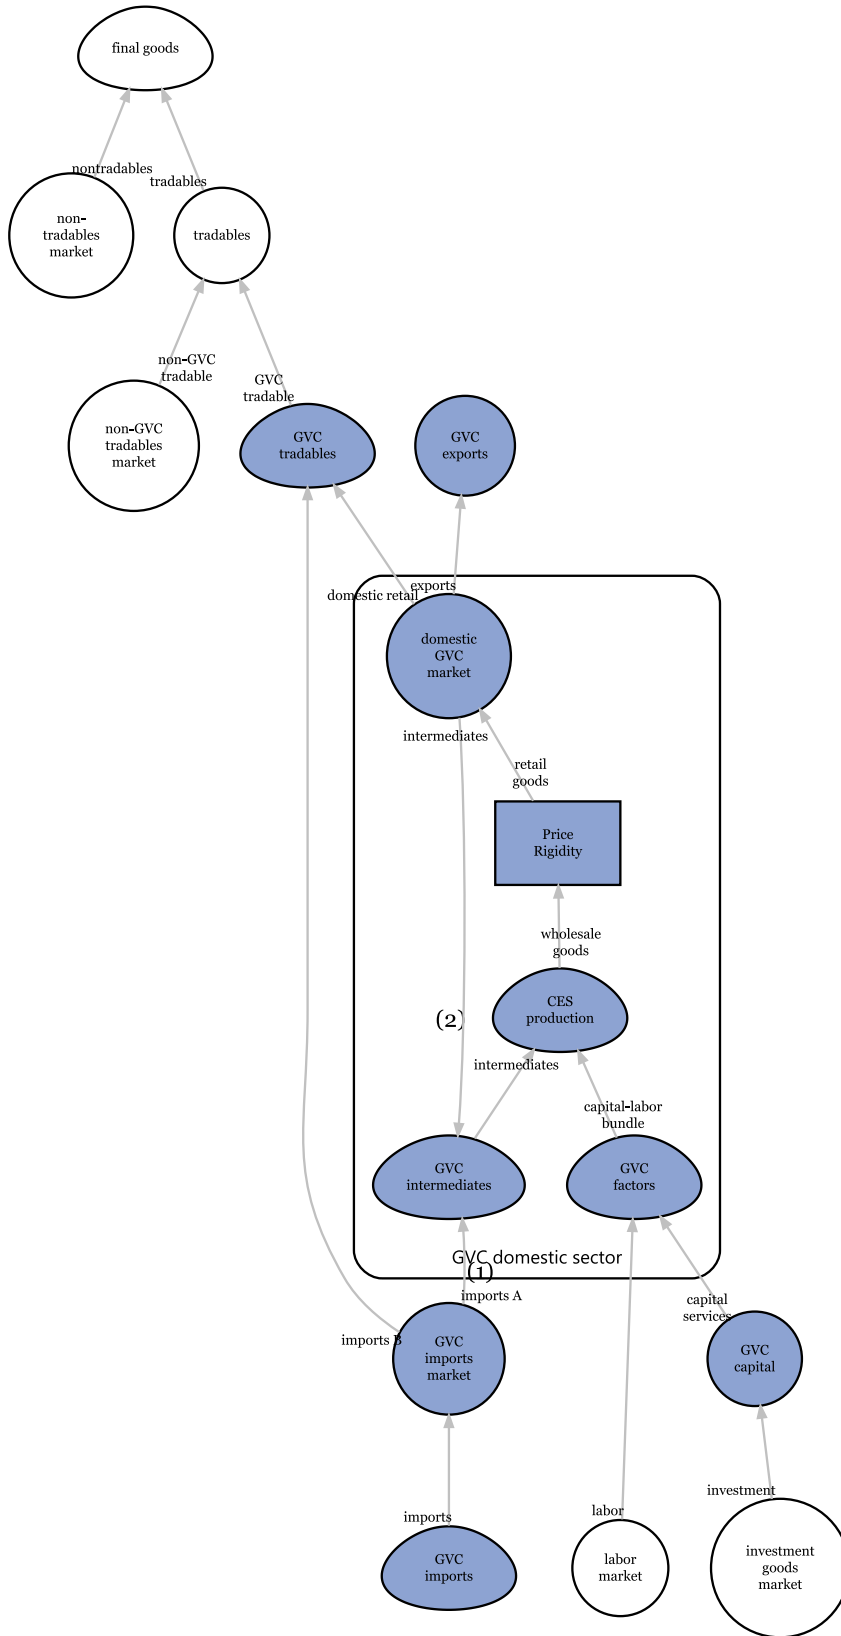 final goods
nontradables
tradables
non-
tradables
market
tradables
non-GVC
tradable
GVC
tradable
non-GVC
tradables
market
GVC
tradables
GVC
exports
exports
domestic retail
domestic
GVC
market
intermediates
retail
goods
Price
Rigidity
wholesale
goods
CES
production
(2)
intermediates
capital-labor
bundle
GVC
intermediates
GVC
factors
GVC domestic sector
(1)
imports A
capital
services
imports B
GVC
imports
market
GVC
capital
imports
labor
investment
GVC
imports
labor
market
investment
goods
market